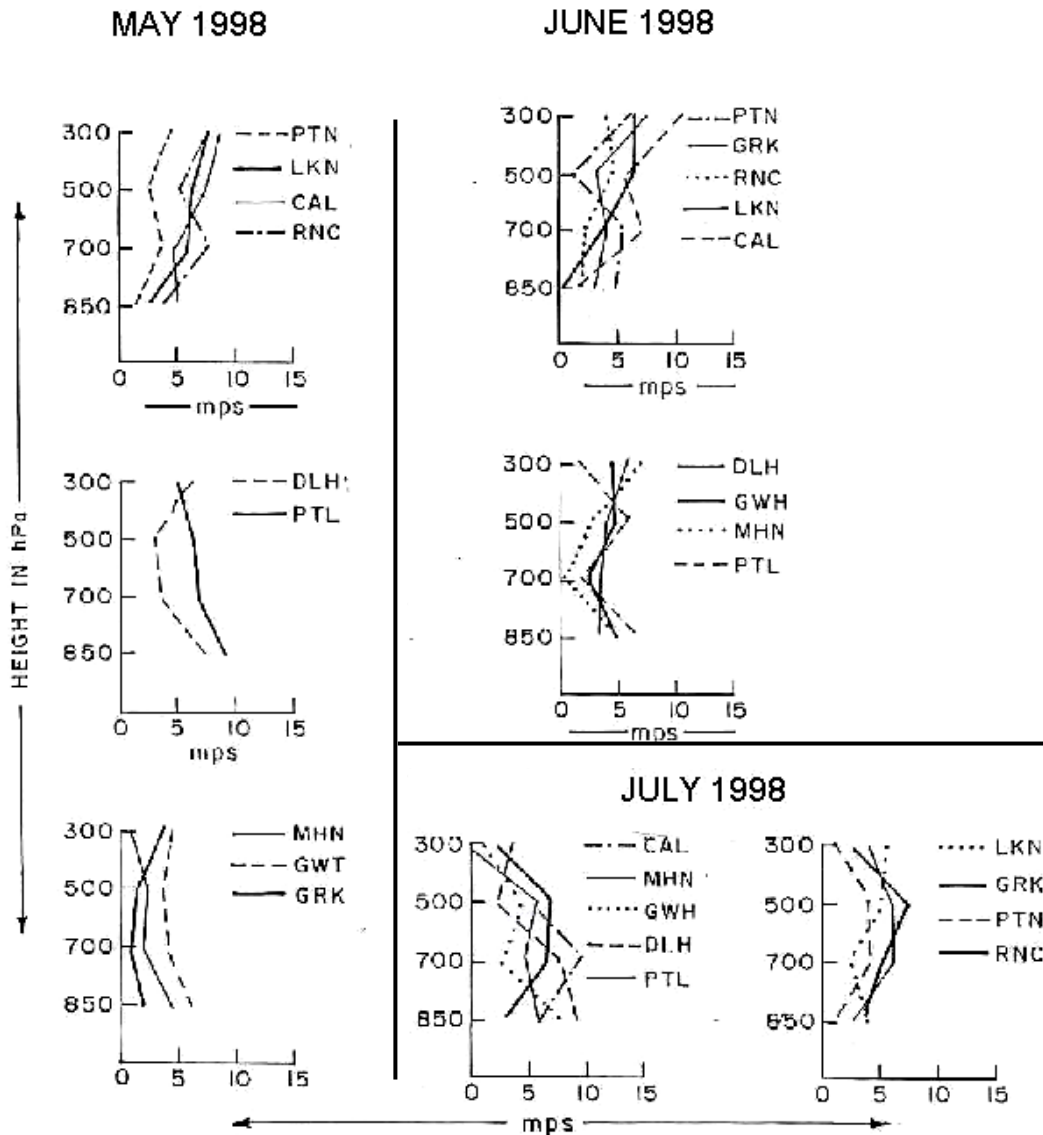 MAY 1998
300
500
700
850
PTN
LKN
CAL
RNC
0 5 10 15
mps
300
500
700
850
DLH
PTL
0 5 10 15
mps
300
500
700
850
MHN
GWT
GRK
0 5 10 15
HEIGHT IN hPa
JUNE 1998
300
500
700
850
PTN
GRK
RNC
LKN
CAL
0 5 10 15
mps
300
500
700
850
DLH
GWH
MHN
PTL
0 5 10 15
mps
JULY 1998
300
500
700
850
CAL
MHN
GWH
DLH
PTL
0 5 10 15
300
500
700
850
LKN
GRK
PTN
RNC
0 5 10 15
mps